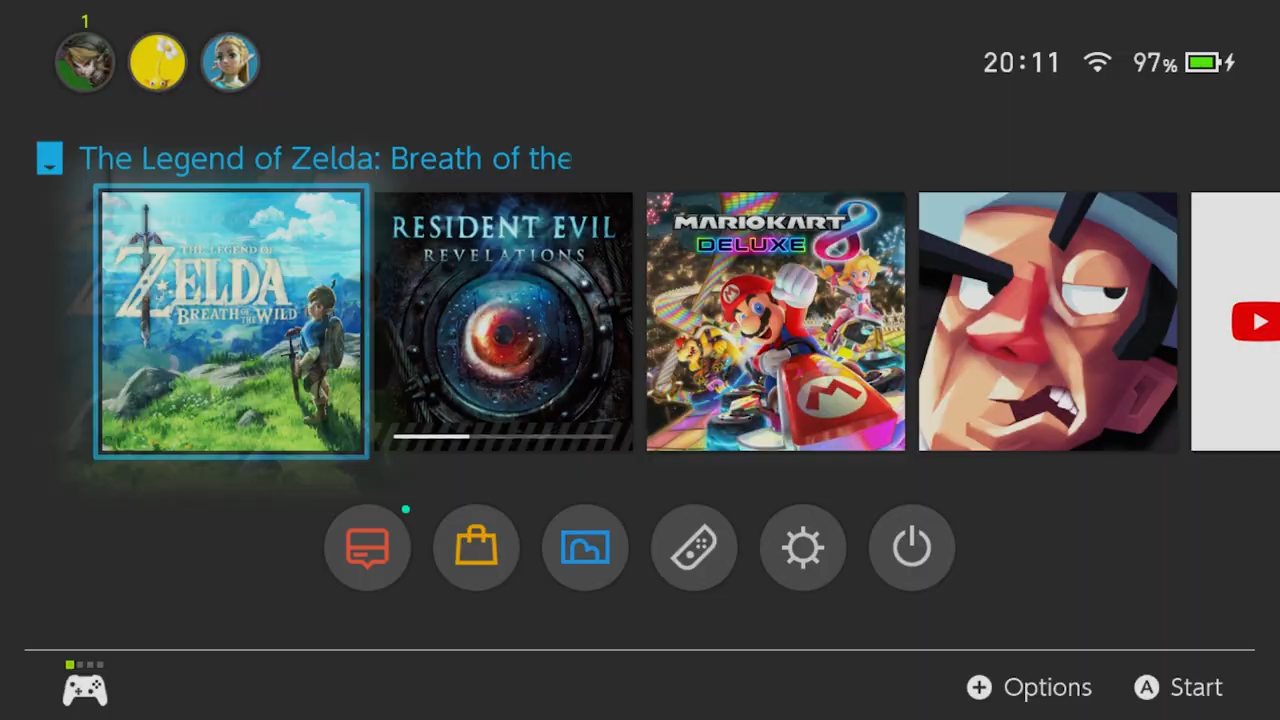 1
20:11
97%
The Legend of Zelda: Breath of the
THE LEGEND OF
ZELDA
BREATH OF THE WILD
RESIDENT EVIL
REVELATIONS
MARIOKART 8
DELUXE
M
M
+ Options
A Start